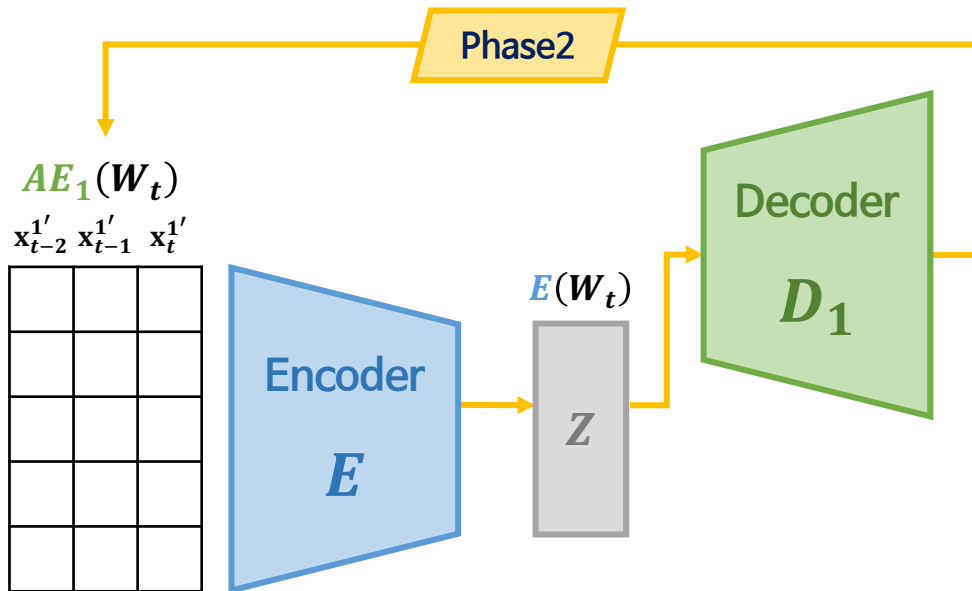 Phase2
AE₁(Wₜ)
x¹′ₜ₋₂ x¹′ₜ₋₁ x¹′ₜ
Encoder
E
E(Wₜ)
Z
Decoder
D₁